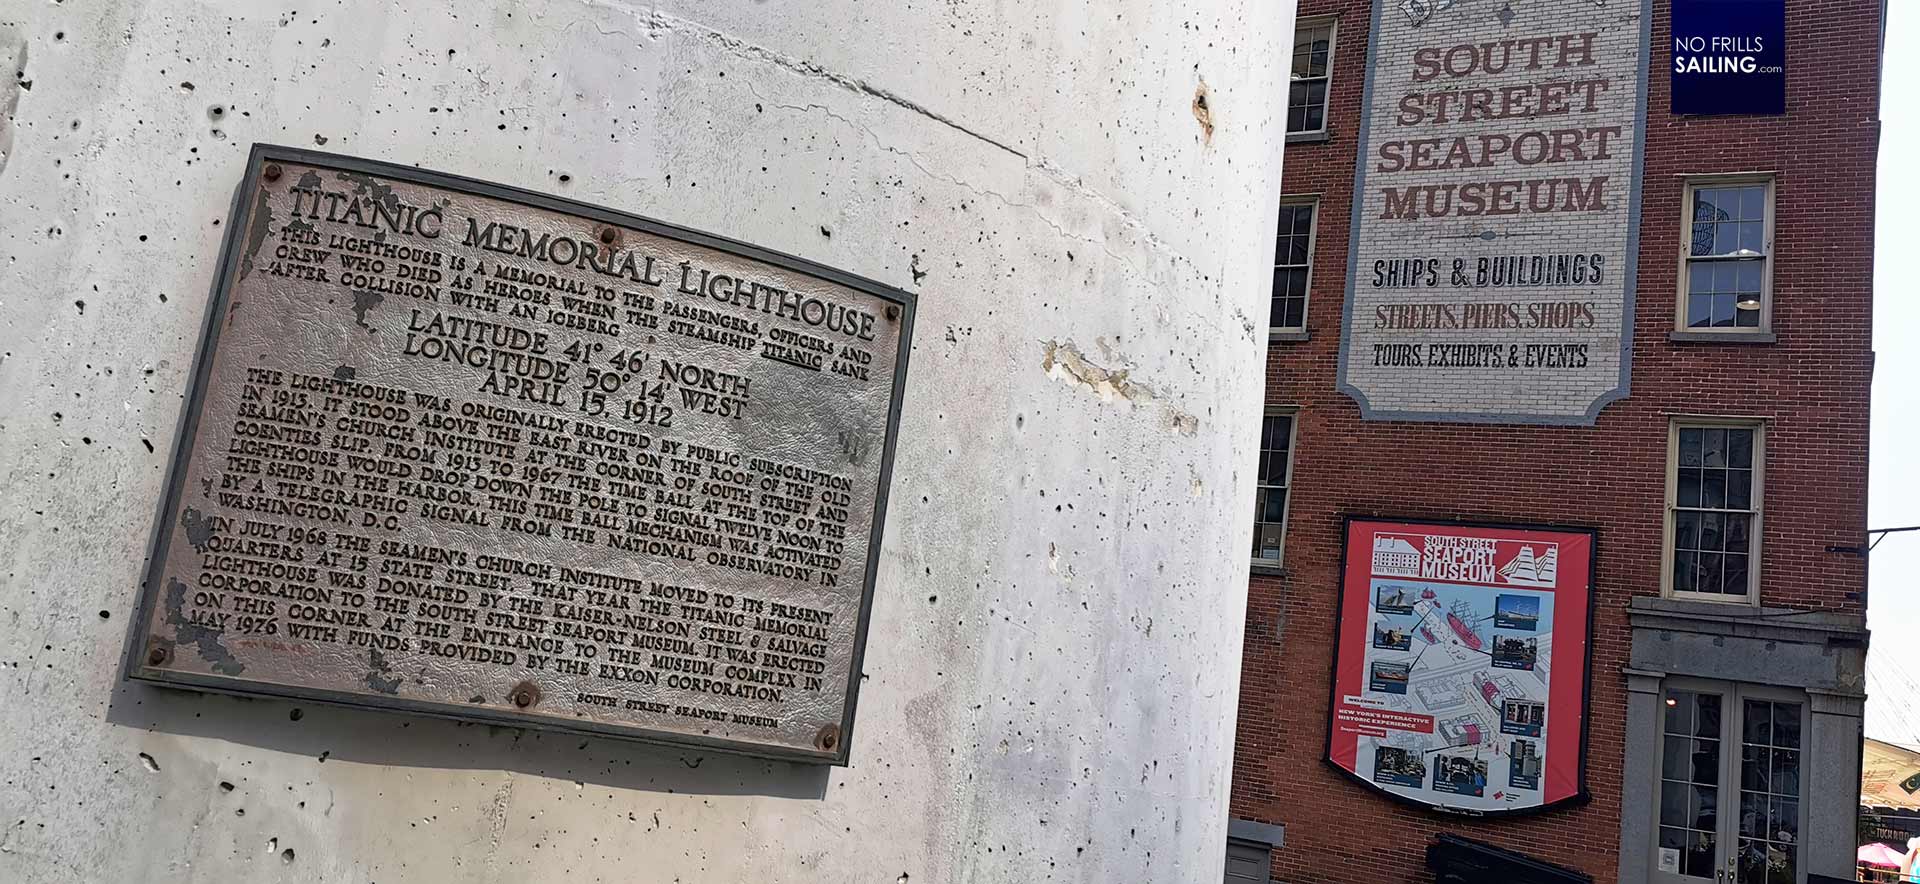 TITANIC MEMORIAL LIGHTHOUSE
THIS LIGHTHOUSE IS A MEMORIAL TO THE PASSENGERS, OFFICERS AND
CREW WHO DIED AS HEROES WHEN THE STEAMSHIP TITANIC SANK
AFTER COLLISION WITH AN ICEBERG
LATITUDE 41° 46' NORTH
LONGITUDE 50° 14' WEST
APRIL 15, 1912
THE LIGHTHOUSE WAS ORIGINALLY ERECTED BY PUBLIC SUBSCRIPTION
IN 1913. IT STOOD ABOVE THE EAST RIVER ON THE ROOF OF THE OLD
SEAMEN'S CHURCH INSTITUTE AT THE CORNER OF SOUTH STREET AND
COENTIES SLIP. FROM 1913 TO 1967 THE TIME BALL AT THE TOP OF THE
LIGHTHOUSE WOULD DROP DOWN THE POLE TO SIGNAL TWELVE NOON TO
THE SHIPS IN THE HARBOR. THIS TIME BALL MECHANISM WAS ACTIVATED
BY A TELEGRAPHIC SIGNAL FROM THE NATIONAL OBSERVATORY IN
WASHINGTON, D.C.
IN JULY 1968 THE SEAMEN'S CHURCH INSTITUTE MOVED TO ITS PRESENT
QUARTERS AT 15 STATE STREET. THAT YEAR THE TITANIC MEMORIAL
LIGHTHOUSE WAS DONATED BY THE KAISER-NELSON STEEL & SALVAGE
CORPORATION TO THE SOUTH STREET SEAPORT MUSEUM. IT WAS ERECTED
ON THIS CORNER AT THE ENTRANCE TO THE MUSEUM COMPLEX IN
MAY 1976 WITH FUNDS PROVIDED BY THE EXXON CORPORATION.
SOUTH STREET SEAPORT MUSEUM
SOUTH
STREET
SEAPORT
MUSEUM
SHIPS & BUILDINGS
STREETS, PIERS, SHOPS
TOURS, EXHIBITS, & EVENTS
NO FRILLS
SAILING.com
SOUTH STREET
SEAPORT
MUSEUM
WELCOME TO
NEW YORK'S INTERACTIVE
HISTORIC EXPERIENCE
SeaportMuseum.org